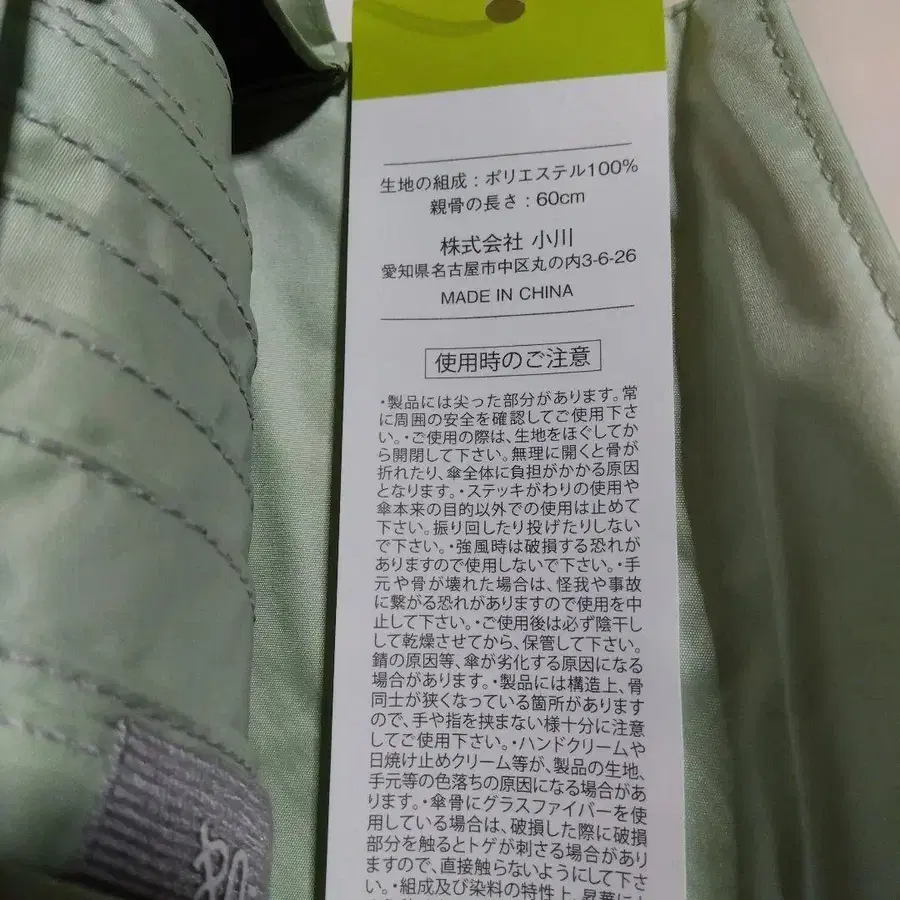 生地の組成：ポリエステル100%
親骨の長さ：60cm
株式会社 小川
愛知県名古屋市中区丸の内3-6-26
MADE IN CHINA
使用時のご注意
・製品には尖った部分があります。常
に周囲の安全を確認してご使用下さ
い。・ご使用の際は、生地をほぐしてか
ら開閉して下さい。無理に開くと骨が
折れたり、傘全体に負担がかかる原因
となります。・ステッキがわりの使用や
傘本来の目的以外での使用は止めて
下さい。振り回したり投げたりしない
で下さい。・強風時は破損する恐れが
ありますので使用しないで下さい。・手
元や骨が壊れた場合は、怪我や事故
に繋がる恐れがありますので使用を中
止して下さい。・ご使用後は必ず陰干し
して乾燥させてから、保管して下さい。
錆の原因等、傘が劣化する原因になる
場合があります。・製品には構造上、骨
同士が狭くなっている箇所があります
ので、手や指を挟まない様十分に注意
してご使用下さい。・ハンドクリームや
日焼け止めクリーム等が、製品の生地、
手元等の色落ちの原因になる場合があ
ります。・傘骨にグラスファイバーを使
用している場合は、破損した際に破損
部分を触るとトゲが刺さる場合があり
ますので、直接触らないようにして下さ
い。・組成及び染料の特性上、昇華に